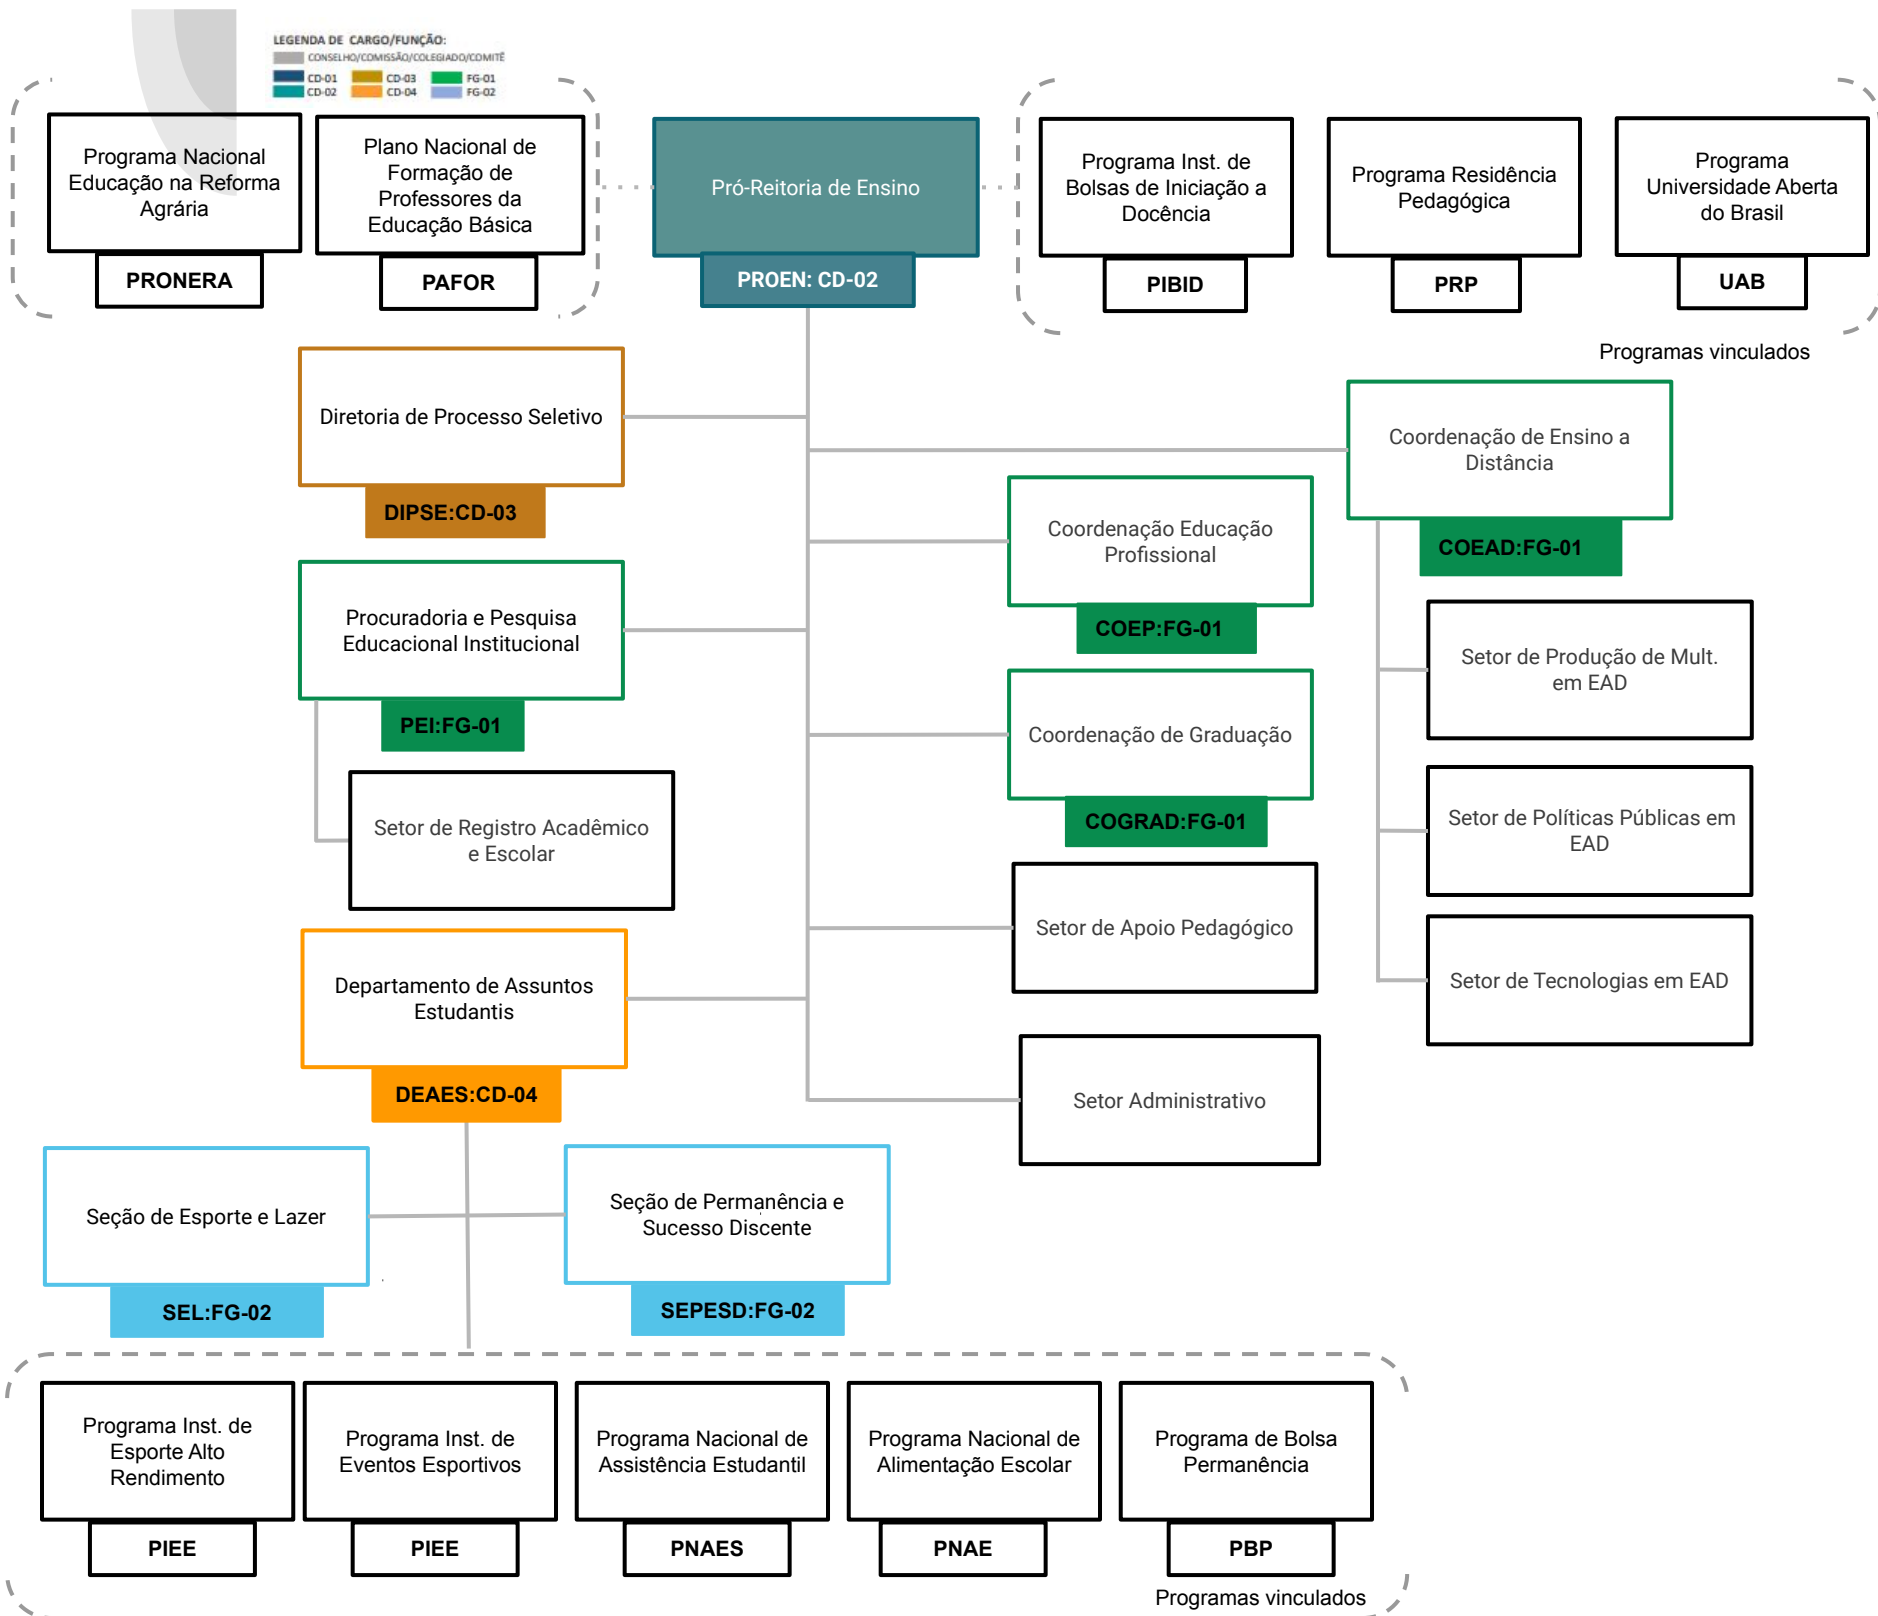 LEGENDA DE CARGO/FUNÇÃO:
CONSELHO/COMISSÃO/COLEGIADO/COMITÊ
CD-01 CD-03 FG-01
CD-02 CD-04 FG-02
Programa Nacional
Educação na Reforma
Agrária
PRONERA
Plano Nacional de
Formação de
Professores da
Educação Básica
PAFOR
Pró-Reitoria de Ensino
PROEN: CD-02
Programa Inst. de
Bolsas de Iniciação a
Docência
PIBID
Programa Residência
Pedagógica
PRP
Programa
Universidade Aberta
do Brasil
UAB
Programas vinculados
Diretoria de Processo Seletivo
DIPSE:CD-03
Coordenação de Ensino a
Distância
COEAD:FG-01
Coordenação Educação
Profissional
COEP:FG-01
Procuradoria e Pesquisa
Educacional Institucional
PEI:FG-01
Setor de Produção de Mult.
em EAD
Coordenação de Graduação
COGRAD:FG-01
Setor de Registro Acadêmico
e Escolar
Setor de Políticas Públicas em
EAD
Setor de Apoio Pedagógico
Setor de Tecnologias em EAD
Departamento de Assuntos
Estudantis
DEAES:CD-04
Setor Administrativo
Seção de Esporte e Lazer
SEL:FG-02
Seção de Permanência e
Sucesso Discente
SEPESD:FG-02
Programa Inst. de
Esporte Alto
Rendimento
PIEE
Programa Inst. de
Eventos Esportivos
PIEE
Programa Nacional de
Assistência Estudantil
PNAES
Programa Nacional de
Alimentação Escolar
PNAE
Programa de Bolsa
Permanência
PBP
Programas vinculados